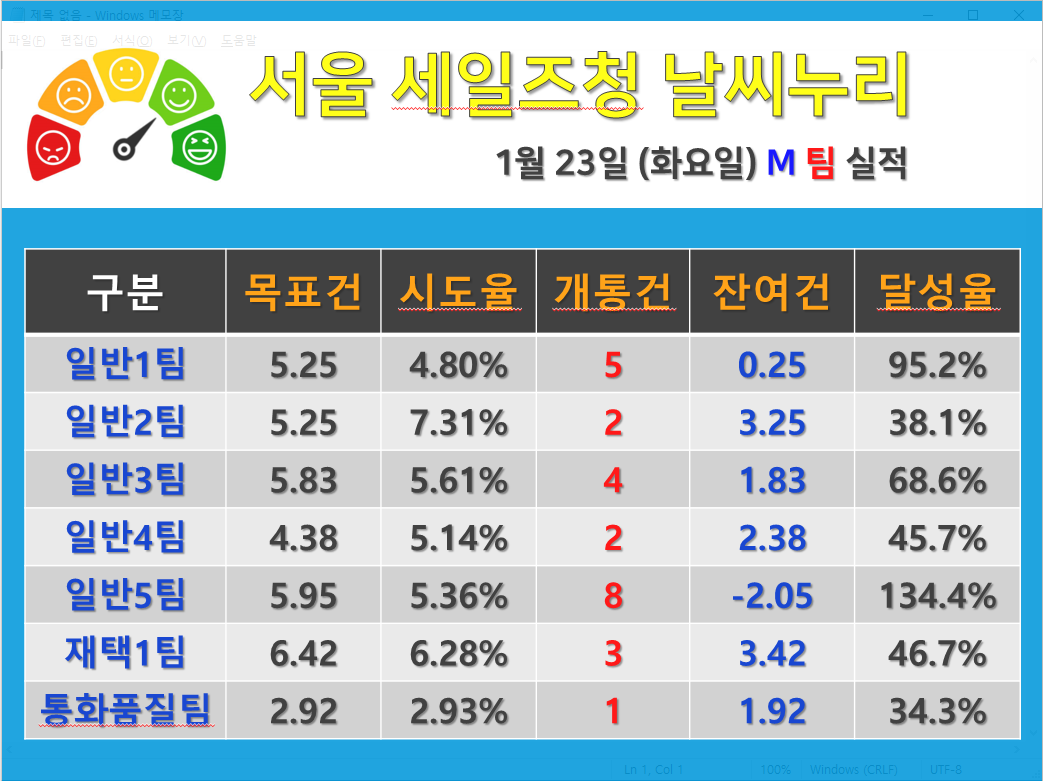 제목 없음 - Windows 메모장
파일(F) 편집(E) 서식(O) 보기(V) 도움말
서울 세일즈청 날씨누리
1월 23일 (화요일) M 팀 실적
구분 목표건 시도율 개통건 잔여건 달성율
일반1팀 5.25 4.80% 5 0.25 95.2%
일반2팀 5.25 7.31% 2 3.25 38.1%
일반3팀 5.83 5.61% 4 1.83 68.6%
일반4팀 4.38 5.14% 2 2.38 45.7%
일반5팀 5.95 5.36% 8 -2.05 134.4%
재택1팀 6.42 6.28% 3 3.42 46.7%
통화품질팀 2.92 2.93% 1 1.92 34.3%
Ln 1, Col 1 100% Windows (CRLF) UTF-8